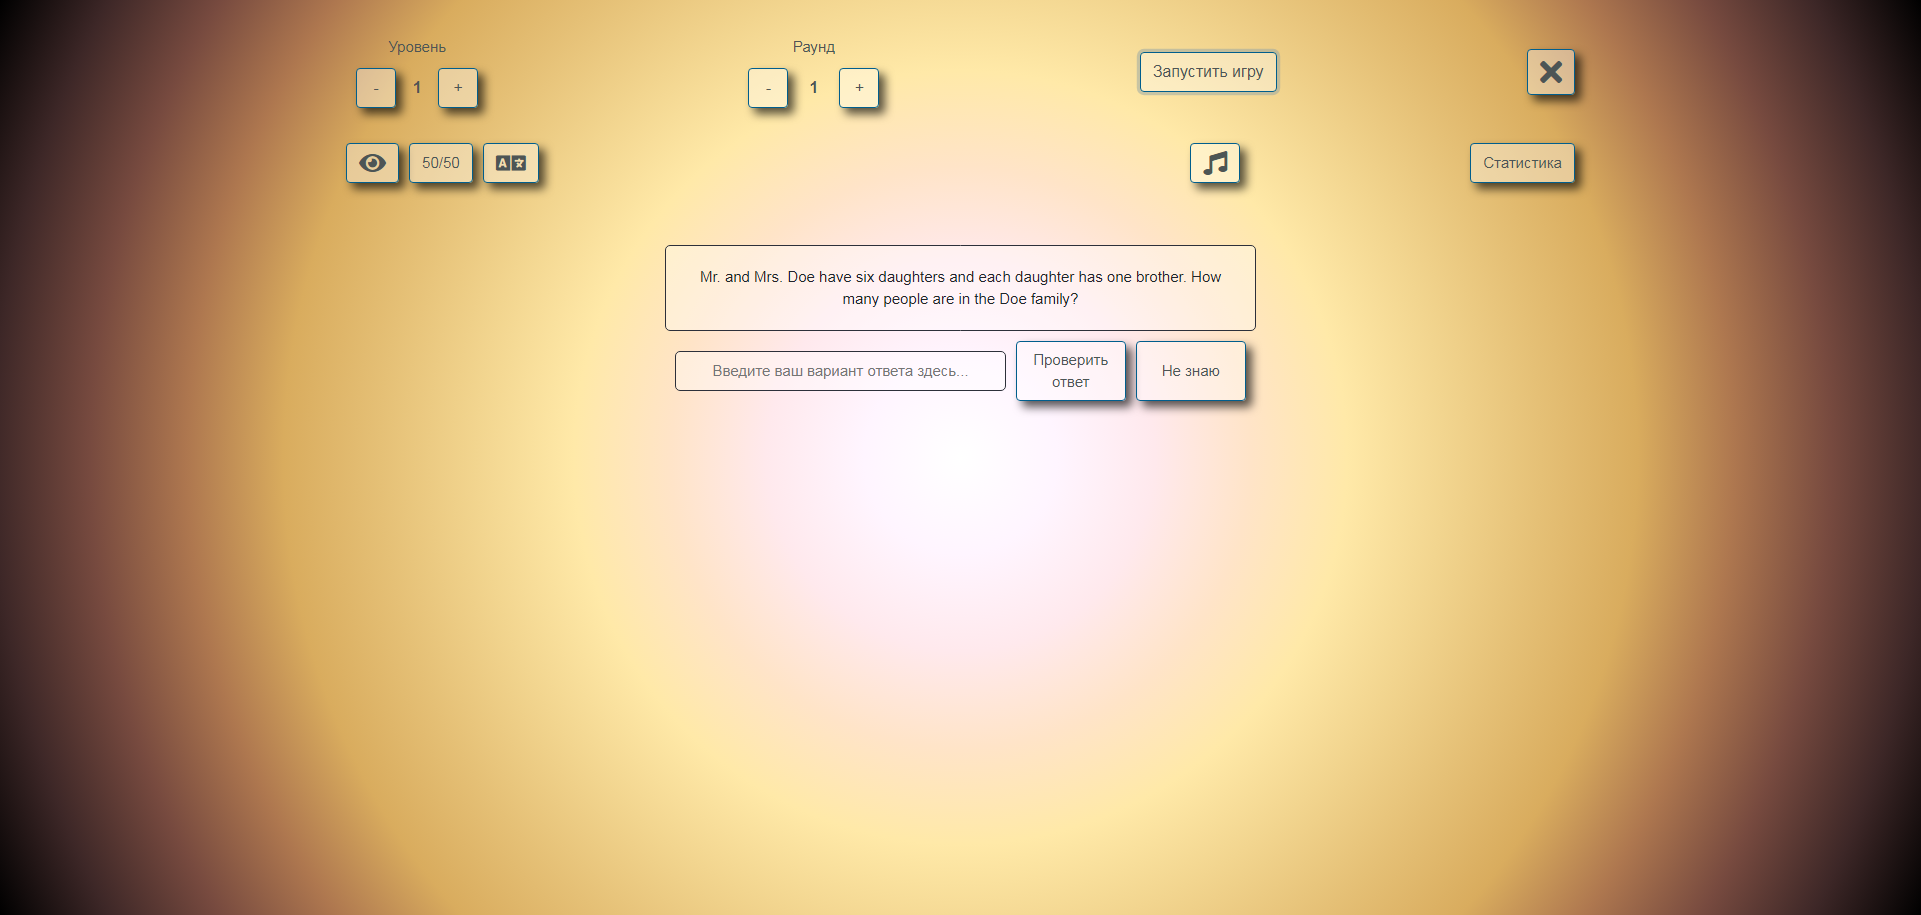 Уровень
Раунд
- 1 +
- 1 +
Запустить игру
50/50
A 文
Статистика
Mr. and Mrs. Doe have six daughters and each daughter has one brother. How
many people are in the Doe family?
Введите ваш вариант ответа здесь...
Проверить
ответ
Не знаю